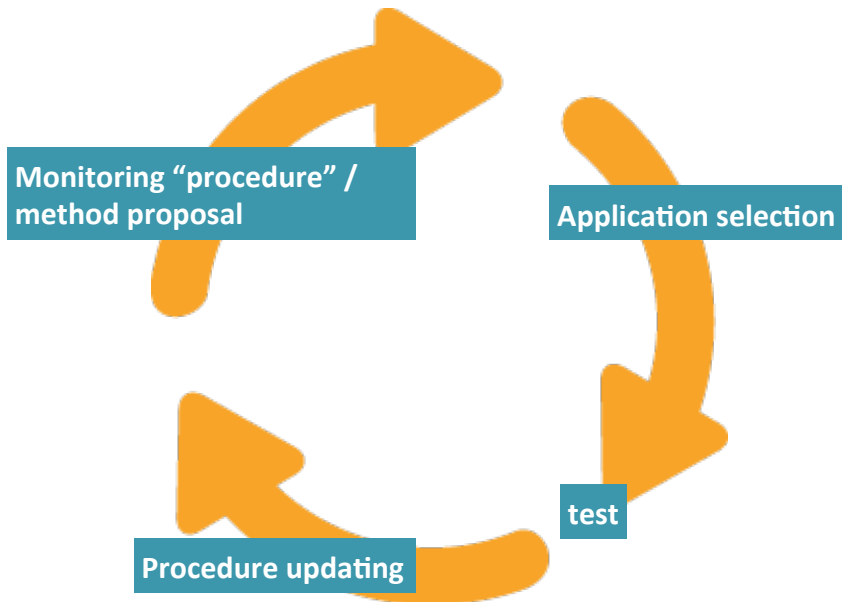 Monitoring “procedure” /
method proposal
Application selection
test
Procedure updating